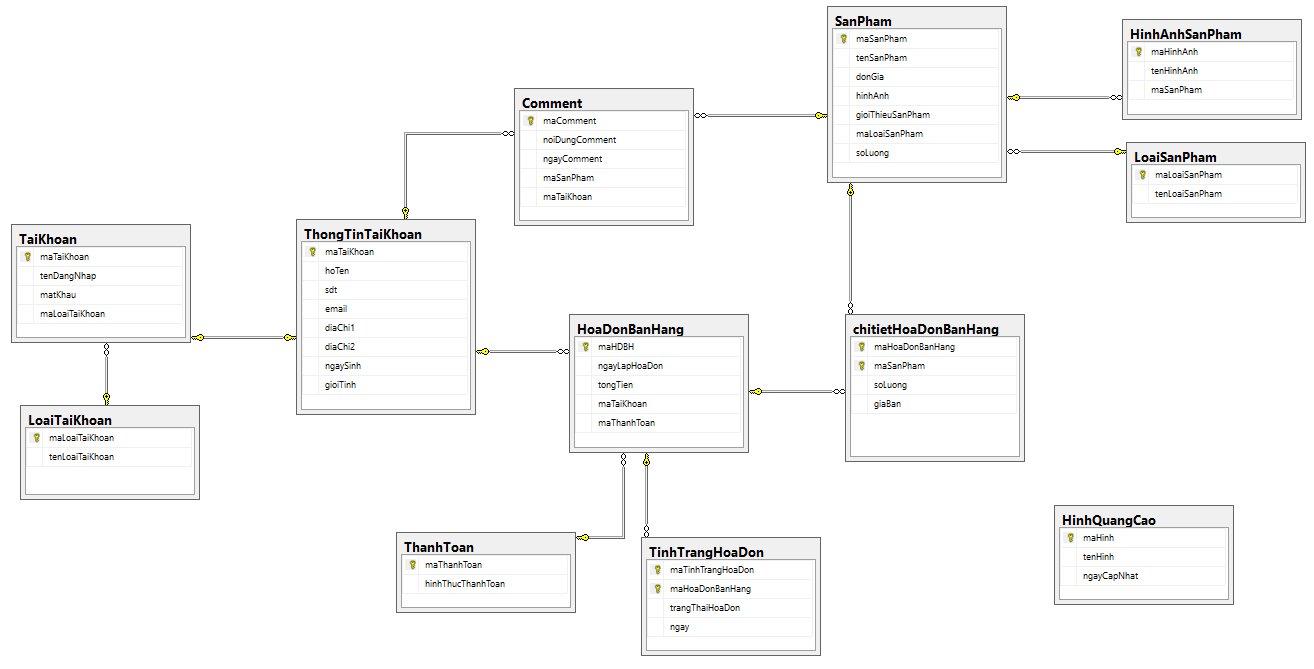 SanPham
maSanPham
tenSanPham
donGia
hinhAnh
gioiThieuSanPham
maLoaiSanPham
soLuong
HinhAnhSanPham
maHinhAnh
tenHinhAnh
maSanPham
Comment
maComment
noiDungComment
ngayComment
maSanPham
maTaiKhoan
LoaiSanPham
maLoaiSanPham
tenLoaiSanPham
TaiKhoan
maTaiKhoan
tenDangNhap
matKhau
maLoaiTaiKhoan
ThongTinTaiKhoan
maTaiKhoan
hoTen
sdt
email
diaChi1
diaChi2
ngaySinh
gioiTinh
HoaDonBanHang
maHDBH
ngayLapHoaDon
tongTien
maTaiKhoan
maThanhToan
chitietHoaDonBanHang
maHoaDonBanHang
maSanPham
soLuong
giaBan
LoaiTaiKhoan
maLoaiTaiKhoan
tenLoaiTaiKhoan
ThanhToan
maThanhToan
hinhThucThanhToan
TinhTrangHoaDon
maTinhTrangHoaDon
maHoaDonBanHang
trangThaiHoaDon
ngay
HinhQuangCao
maHinh
tenHinh
ngayCapNhat